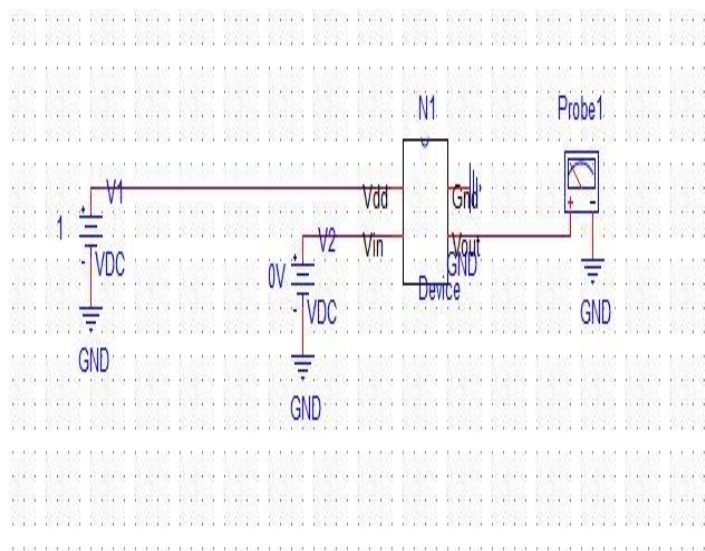 N1
Probe1
V1
Vdd
Gnd
1
VDC
V2
Vin
Vout
0V
GND
Device
VDC
GND
GND
GND
+
-
+
-
+
-